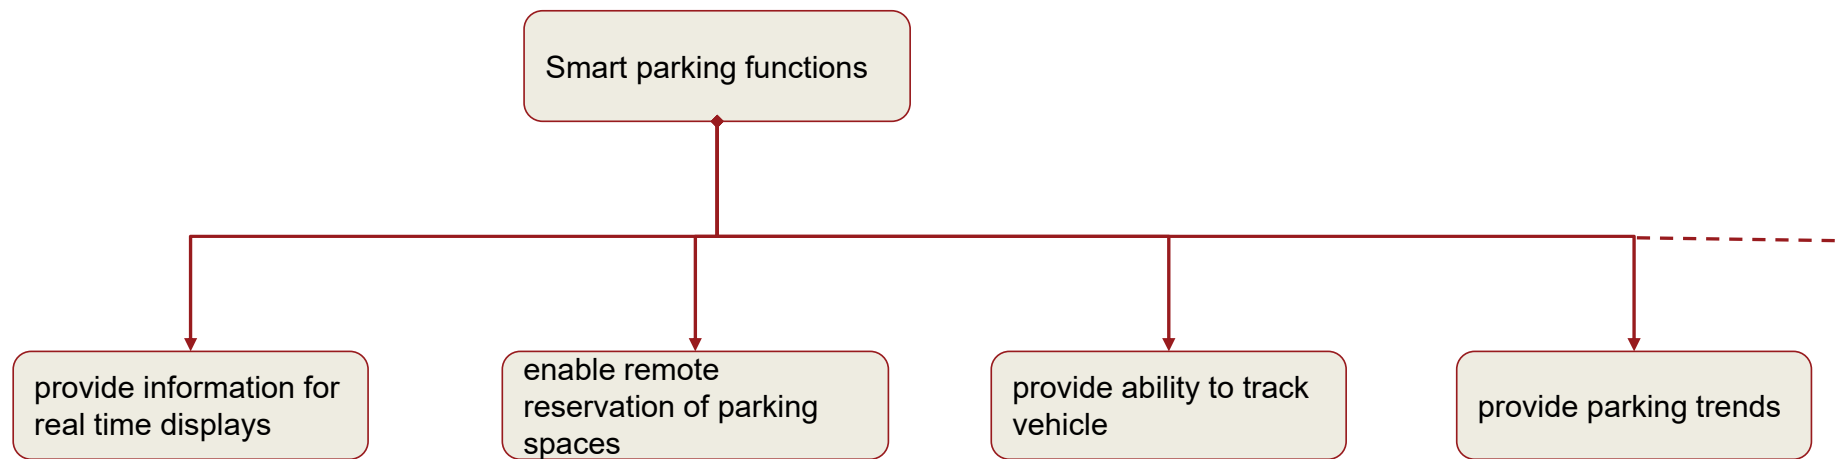 Smart parking functions
provide information for
real time displays
enable remote
reservation of parking
spaces
provide ability to track
vehicle
provide parking trends